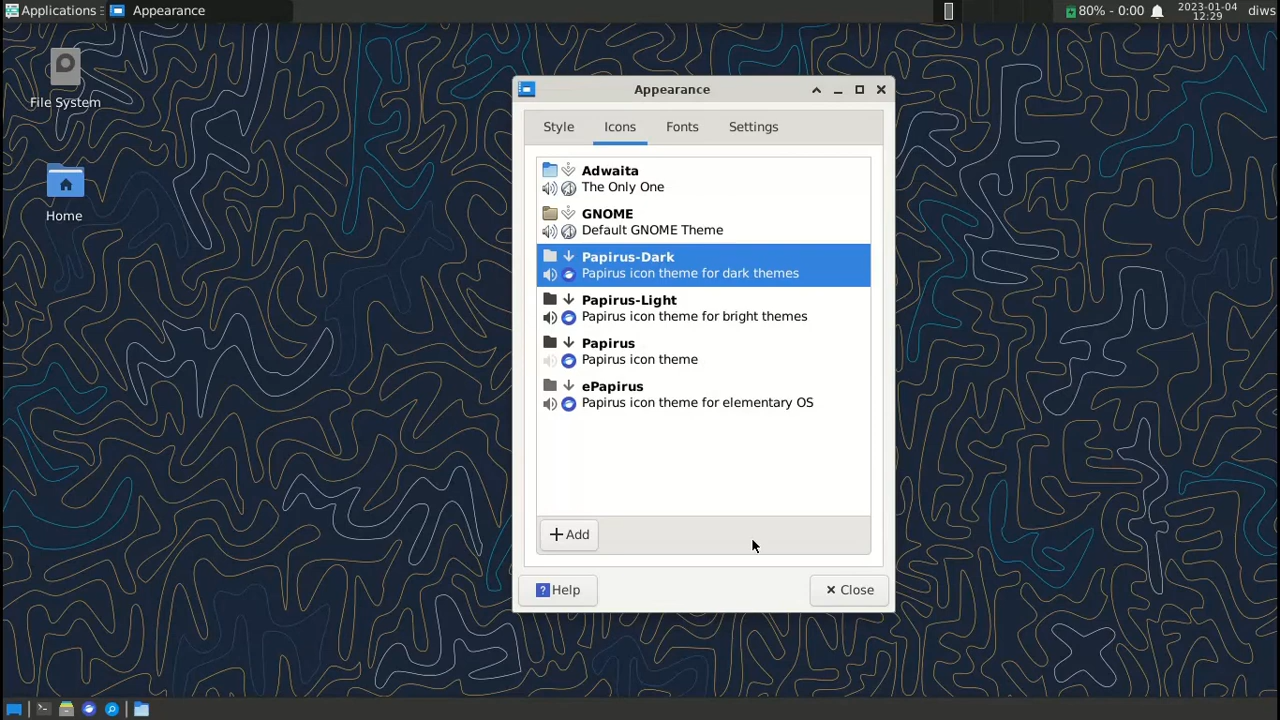 Applications
Appearance
80% - 0:00
2023-01-04
12:29
diws
File System
Home
Appearance
Style
Icons
Fonts
Settings
Adwaita
The Only One
GNOME
Default GNOME Theme
Papirus-Dark
Papirus icon theme for dark themes
Papirus-Light
Papirus icon theme for bright themes
Papirus
Papirus icon theme
ePapirus
Papirus icon theme for elementary OS
Add
Help
Close